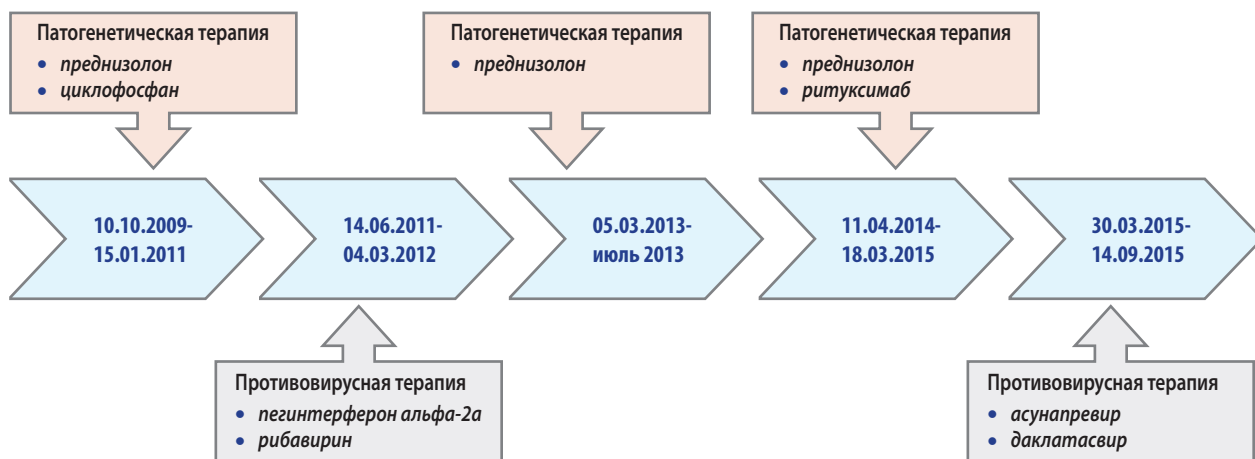 Патогенетическая терапия
• преднизолон
• циклофосфан
Патогенетическая терапия
• преднизолон
Патогенетическая терапия
• преднизолон
• ритуксимаб
10.10.2009-
15.01.2011
14.06.2011-
04.03.2012
05.03.2013-
июль 2013
11.04.2014-
18.03.2015
30.03.2015-
14.09.2015
Противовирусная терапия
• пегинтерферон альфа-2а
• рибавирин
Противовирусная терапия
• асунапревир
• даклатасвир